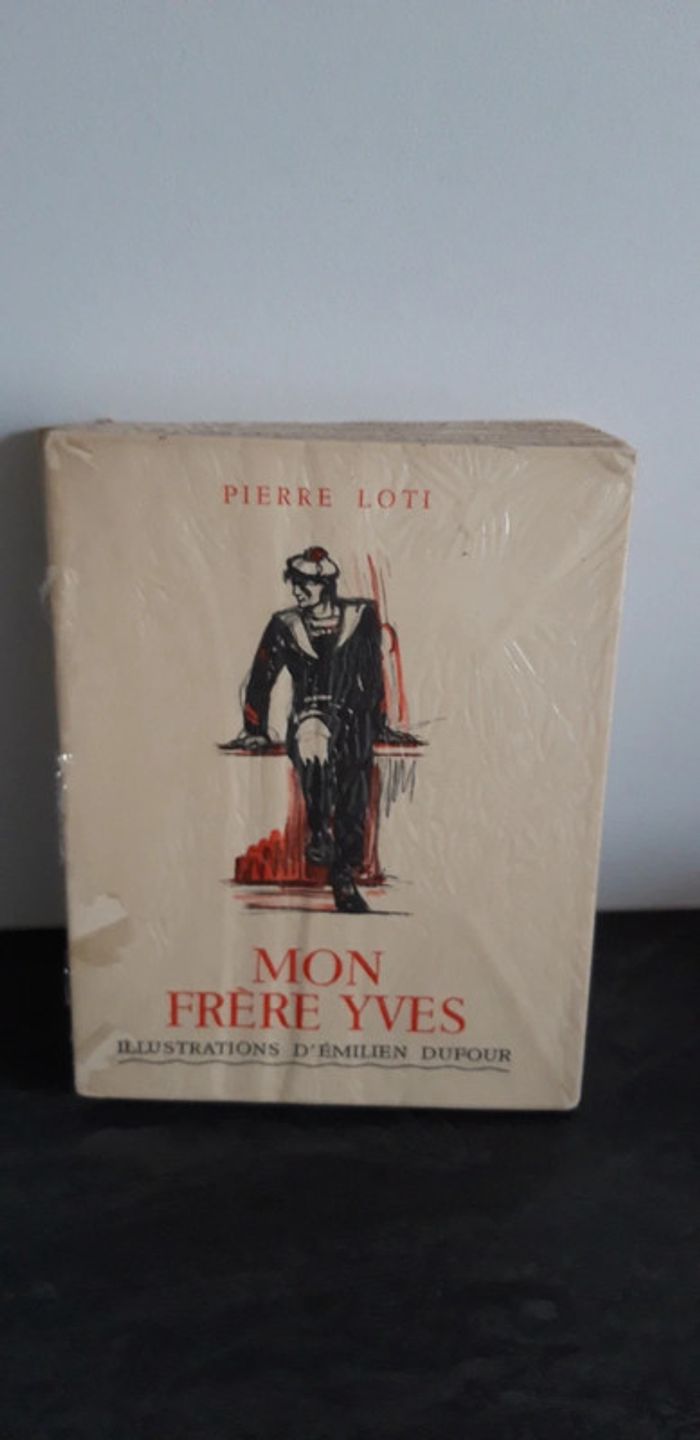 PIERRE LOTI
MON
FRÈRE YVES
ILLUSTRATIONS D'ÉMILIEN DUFOUR